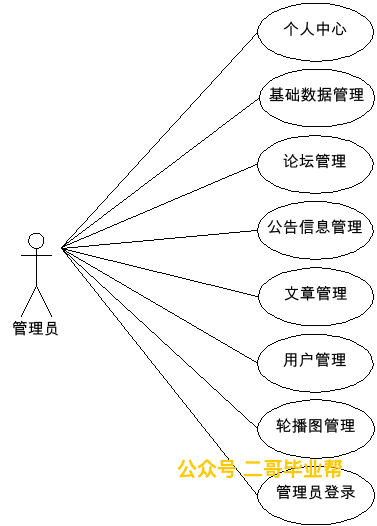 个人中心
基础数据管理
论坛管理
公告信息管理
文章管理
管理员
用户管理
轮播图管理
公众号 二哥毕业帮
管理员登录